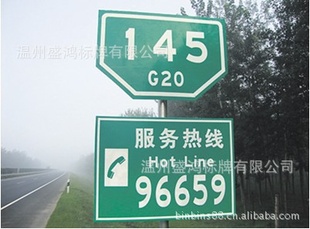 145
G20
温州盛鸿标牌有限公司
服务热线
Hot Line
温州盛鸿标牌有限公司
96659
binbins88.cn.alibaba.com